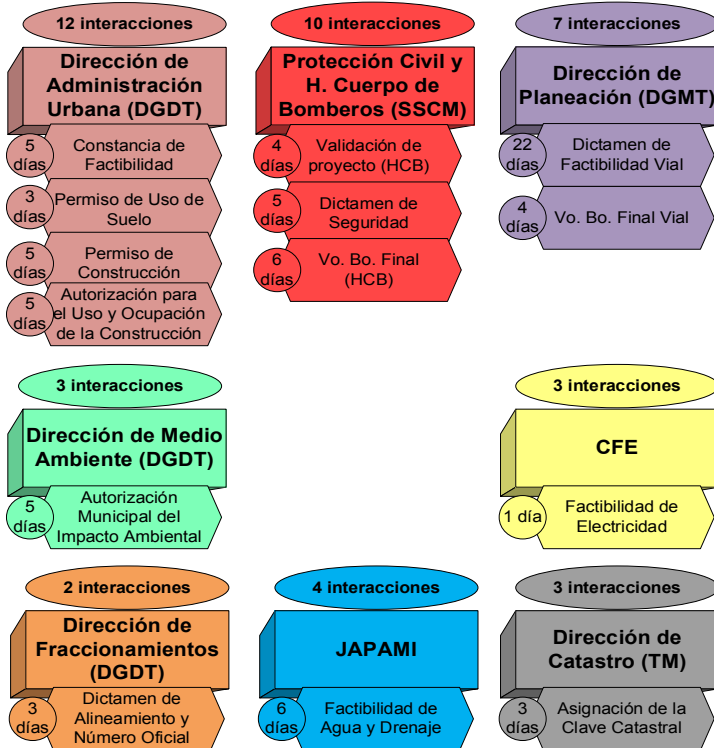 12 interacciones
Dirección de
Administración
Urbana (DGDT)
5
días
Constancia de
Factibilidad
3
días
Permiso de Uso de
Suelo
5
días
Permiso de
Construcción
5
días
Autorización para
el Uso y Ocupación
de la Construcción
10 interacciones
Protección Civil y
H. Cuerpo de
Bomberos (SSCM)
4
días
Validación de
proyecto (HCB)
5
días
Dictamen de
Seguridad
6
días
Vo. Bo. Final
(HCB)
7 interacciones
Dirección de
Planeación (DGMT)
22
días
Dictamen de
Factibilidad Vial
4
días
Vo. Bo. Final Vial
3 interacciones
Dirección de Medio
Ambiente (DGDT)
5
días
Autorización
Municipal del
Impacto Ambiental
3 interacciones
CFE
1 día
Factibilidad de
Electricidad
2 interacciones
Dirección de
Fraccionamientos
(DGDT)
3
días
Dictamen de
Alineamiento y
Número Oficial
4 interacciones
JAPAMI
6
días
Factibilidad de
Agua y Drenaje
3 interacciones
Dirección de
Catastro (TM)
3
días
Asignación de la
Clave Catastral